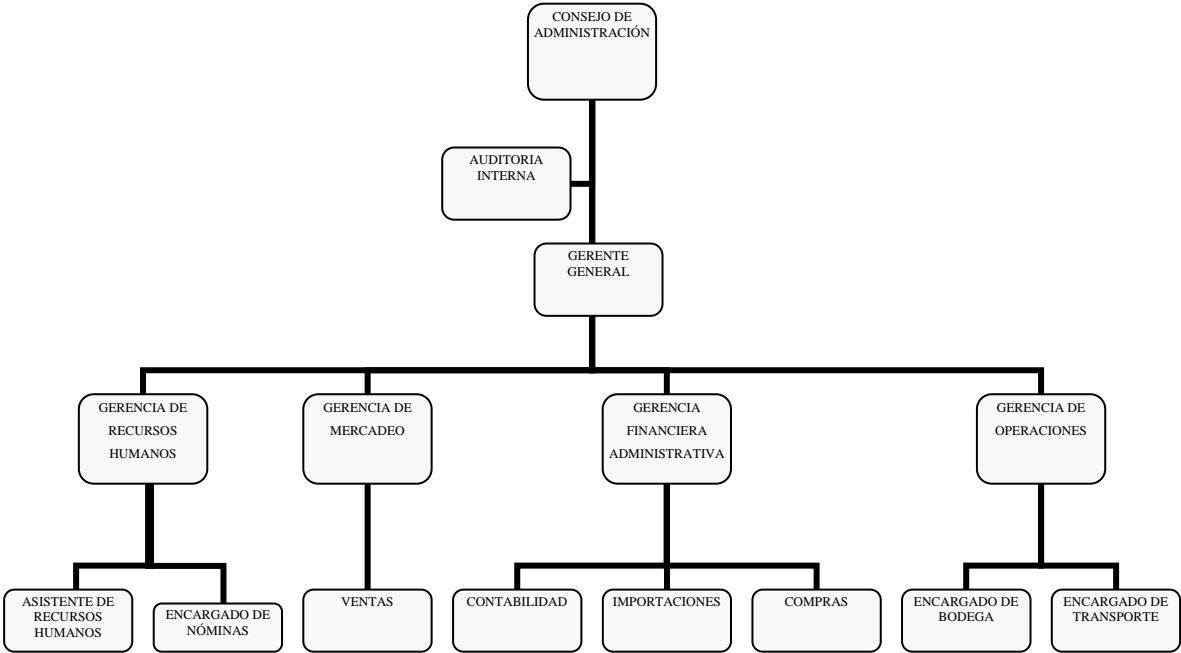 CONSEJO DE
ADMINISTRACIÓN
AUDITORIA
INTERNA
GERENTE
GENERAL
GERENCIA DE
RECURSOS
HUMANOS
GERENCIA DE
MERCADEO
GERENCIA
FINANCIERA
ADMINISTRATIVA
GERENCIA DE
OPERACIONES
ASISTENTE DE
RECURSOS
HUMANOS
ENCARGADO DE
NÓMINAS
VENTAS
CONTABILIDAD
IMPORTACIONES
COMPRAS
ENCARGADO DE
BODEGA
ENCARGADO DE
TRANSPORTE